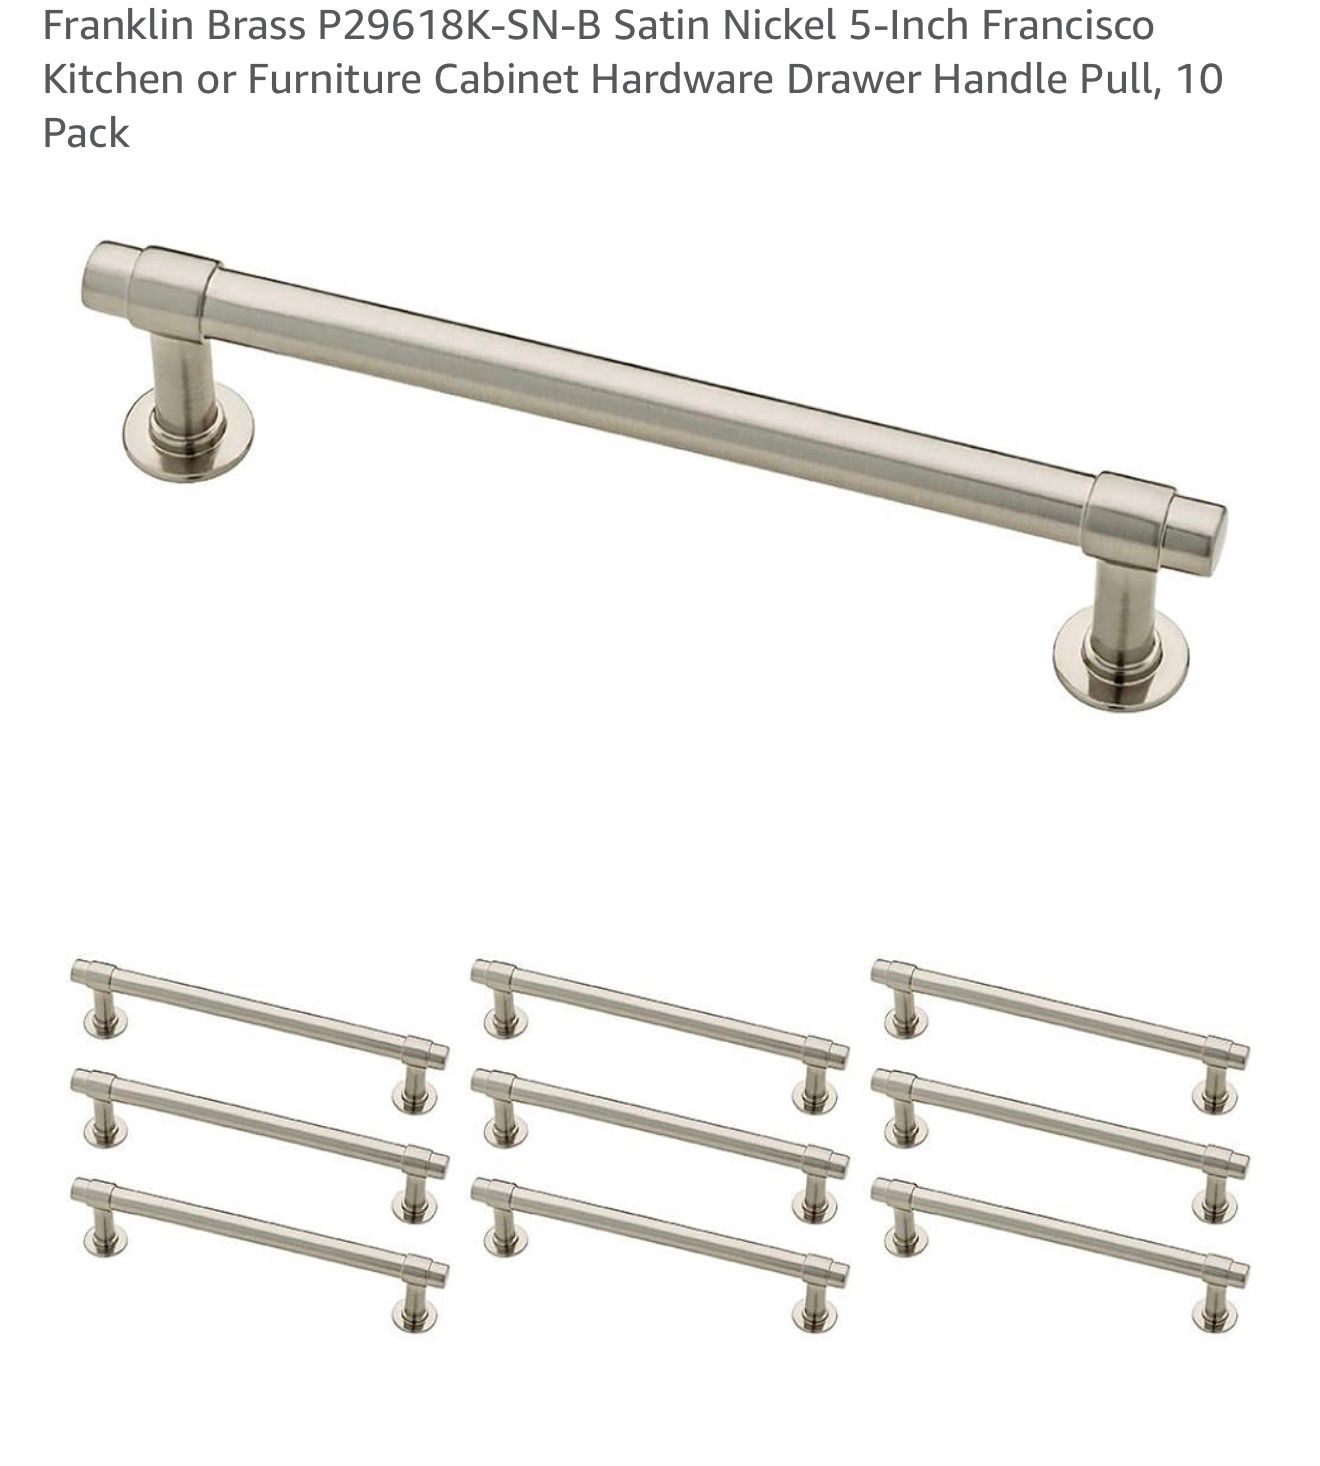 Franklin Brass P29618K-SN-B Satin Nickel 5-Inch Francisco
Kitchen or Furniture Cabinet Hardware Drawer Handle Pull, 10
Pack